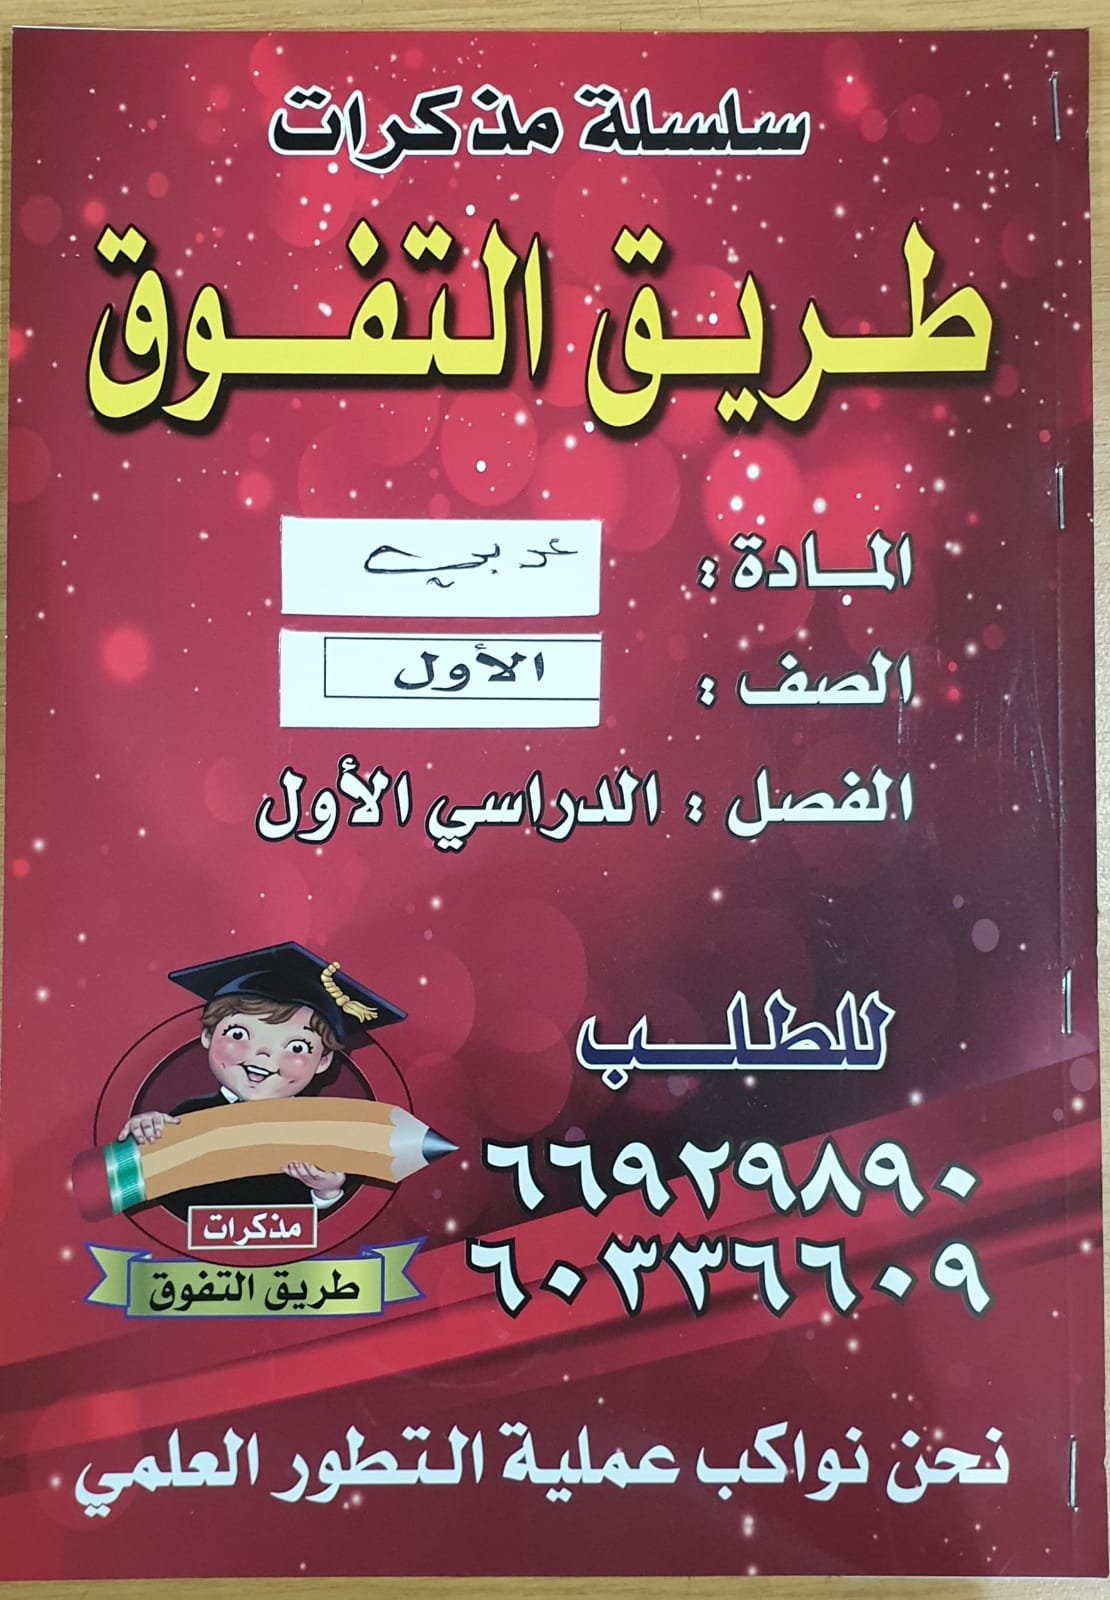 سلسلة مذكرات
طريق التفوق
المادة : عربي
الصف : الأول
الفصل : الدراسي الأول
للطلب
٦٦٩٢٩٨٩٠
٦٠٣٣٦٦٠٩
مذكرات
طريق التفوق
نحن نواكب عملية التطور العلمي